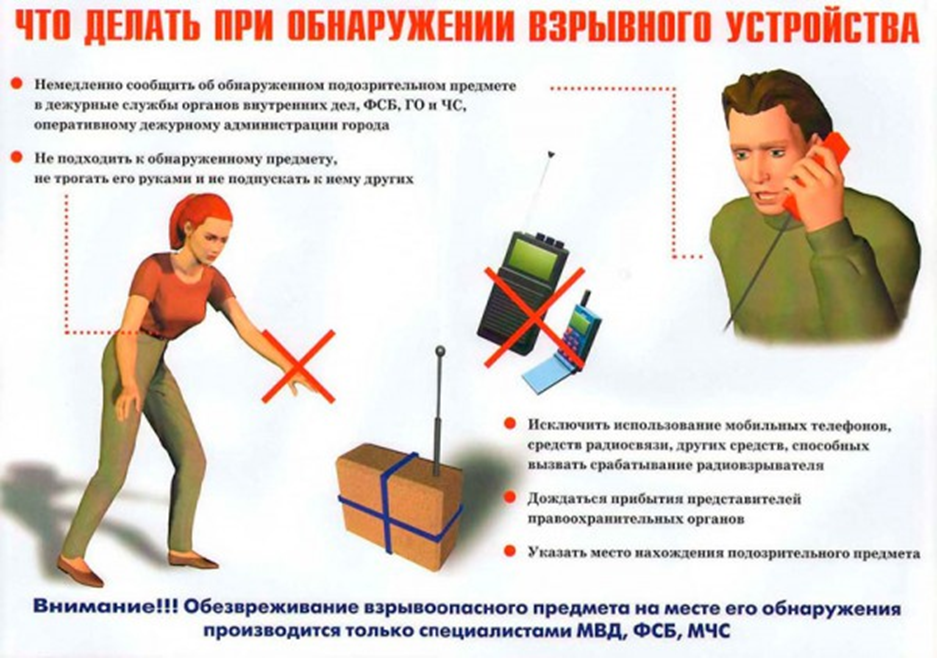 ЧТО ДЕЛАТЬ ПРИ ОБНАРУЖЕНИИ ВЗРЫВНОГО УСТРОЙСТВА
Немедленно сообщить об обнаруженном подозрительном предмете
в дежурные службы органов внутренних дел, ФСБ, ГО и ЧС,
оперативному дежурному администрации города
Не подходить к обнаруженному предмету,
не трогать его руками и не подпускать к нему других
Исключить использование мобильных телефонов,
средств радиосвязи, других средств, способных
вызвать срабатывание радиовзрывателя
Дождаться прибытия представителей
правоохранительных органов
Указать место нахождения подозрительного предмета
Внимание!!! Обезвреживание взрывоопасного предмета на месте его обнаружения
производится только специалистами МВД, ФСБ, МЧС